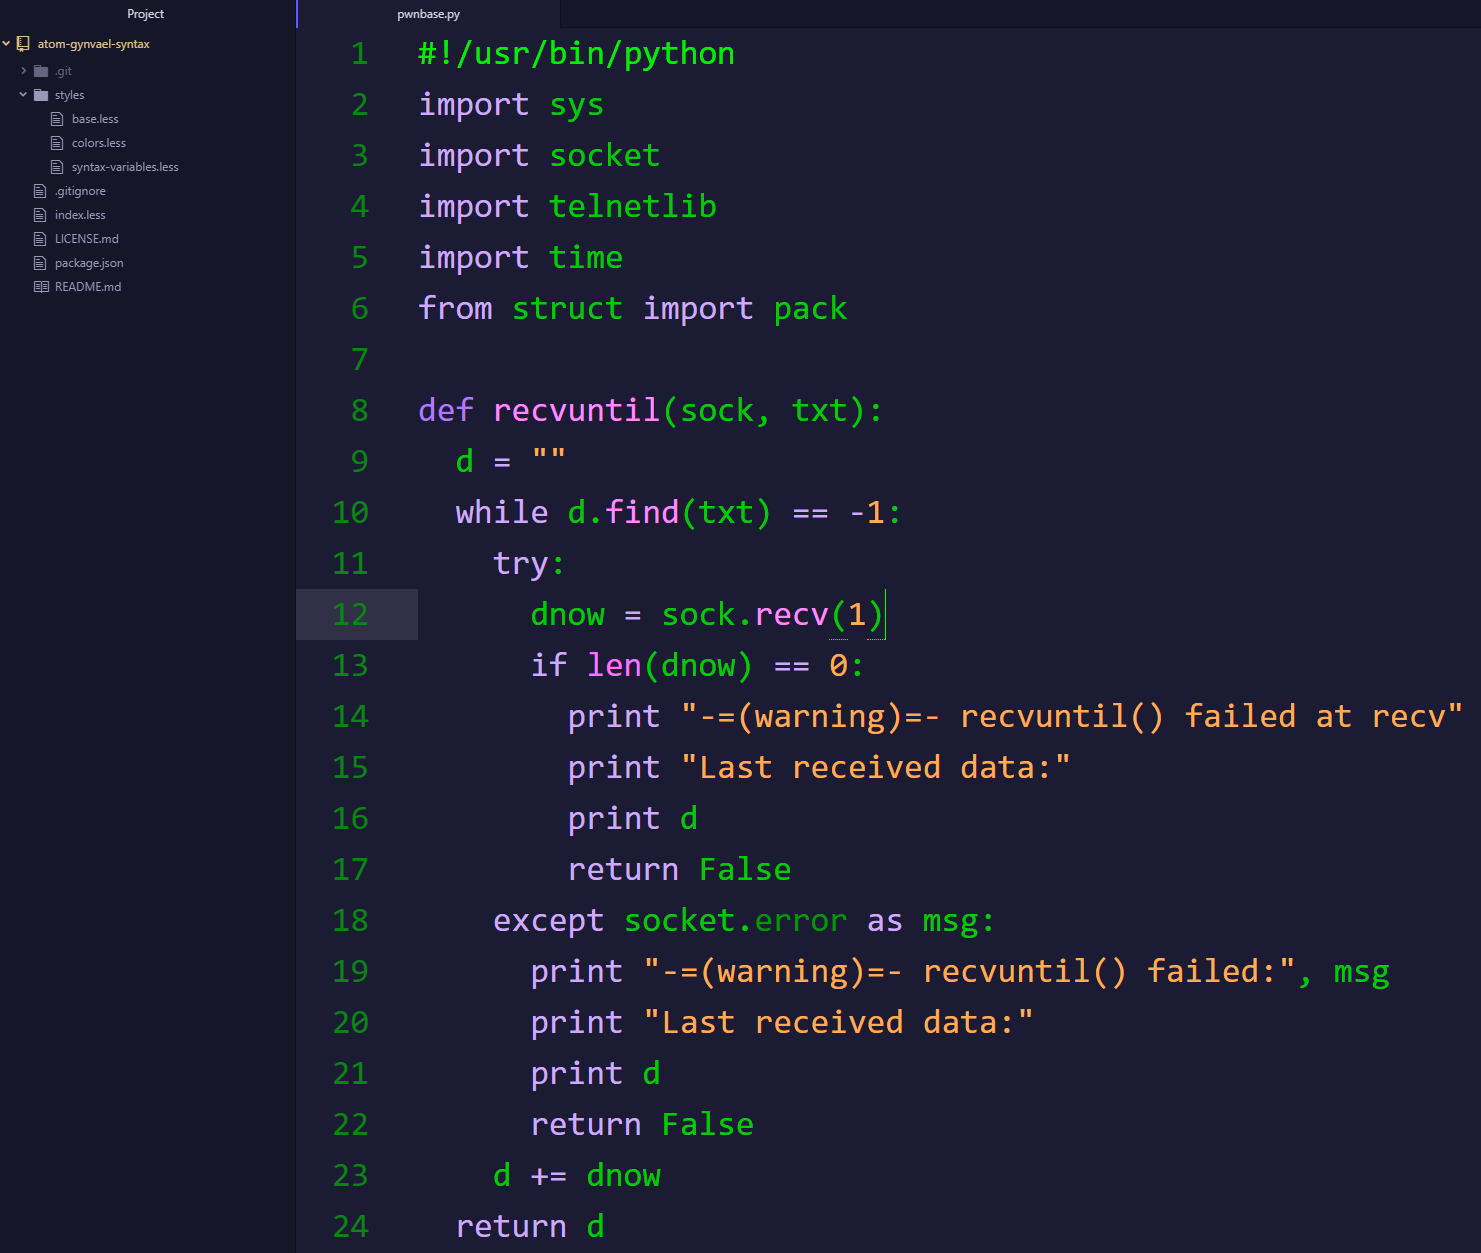 Project
atom-gynvael-syntax
.git
styles
base.less
colors.less
syntax-variables.less
.gitignore
index.less
LICENSE.md
package.json
README.md
pwnbase.py
1 #!/usr/bin/python
2 import sys
3 import socket
4 import telnetlib
5 import time
6 from struct import pack
7
8 def recvuntil(sock, txt):
9   d = ""
10   while d.find(txt) == -1:
11     try:
12       dnow = sock.recv(1)
13       if len(dnow) == 0:
14         print "-=(warning)=- recvuntil() failed at recv"
15         print "Last received data:"
16         print d
17         return False
18     except socket.error as msg:
19       print "-=(warning)=- recvuntil() failed:", msg
20       print "Last received data:"
21       print d
22       return False
23     d += dnow
24   return d